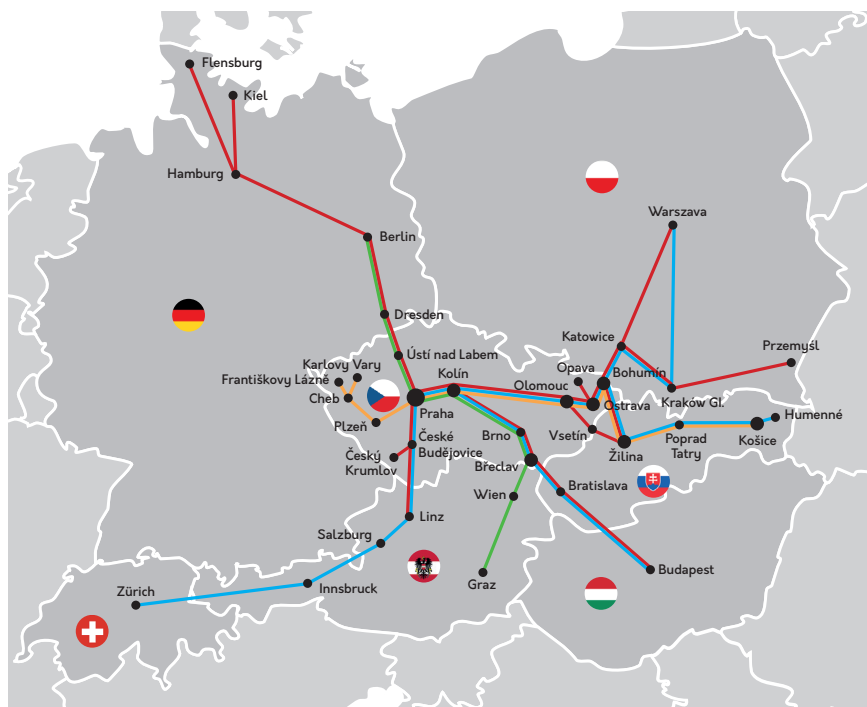 Flensburg
Kiel
Hamburg
Warszava
Berlin
Dresden
Katowice
Przemyśl
Ústí nad Labem
Karlovy Vary
Opava
Bohumín
Františkovy Lázně
Kolín
Olomouc
Kraków Gł.
Cheb
Praha
Ostrava
Humenné
Plzeň
České
Budějovice
Brno
Vsetín
Žilina
Poprad
Tatry
Košice
Český
Krumlov
Břeclav
Bratislava
Wien
Linz
Salzburg
Budapest
Innsbruck
Graz
Zürich